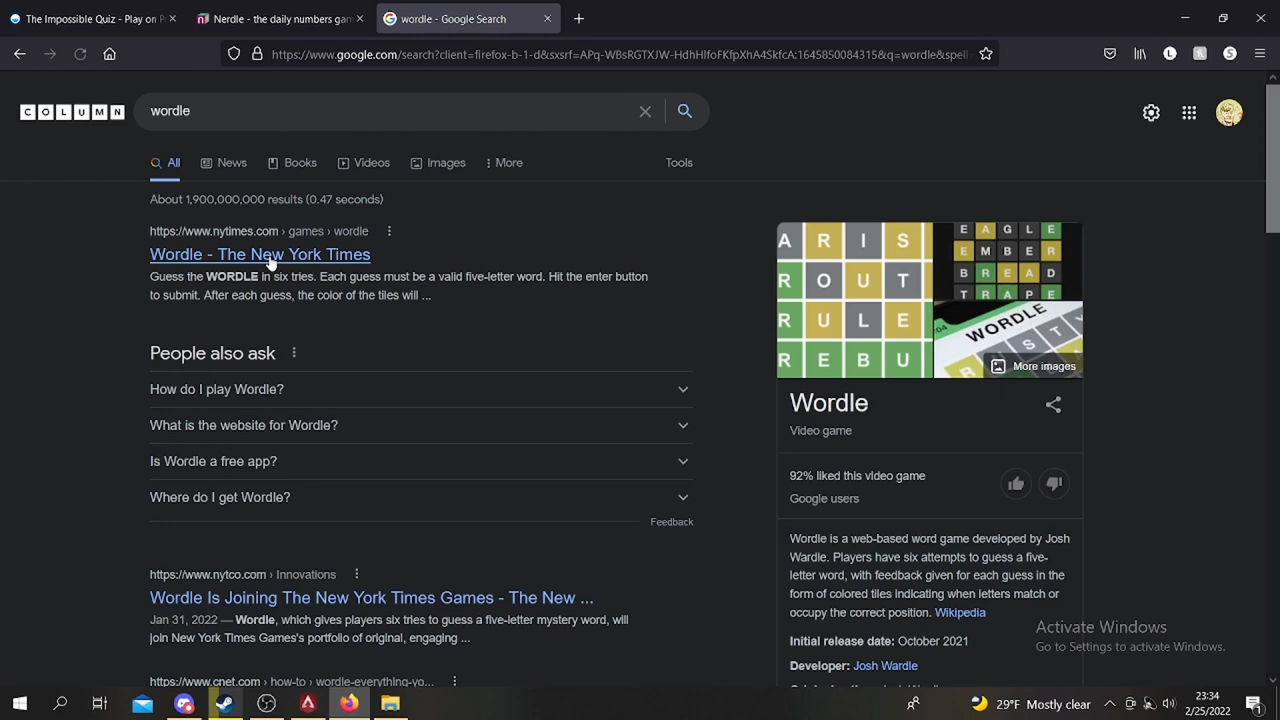 The Impossible Quiz - Play on
Nerdle - the daily numbers gam
wordle - Google Search
https://www.google.com/search?client=firefox-b-1-d&sxsrf=APq-WBsRGTXJW-HdhHlfoFKfpXhA4SkfcA:1645850084315&q=wordle&spell
COLUMN
wordle
All
News
Books
Videos
Images
More
Tools
About 1,900,000,000 results (0.47 seconds)
https://www.nytimes.com › games › wordle
Wordle - The New York Times
Guess the WORDLE in six tries. Each guess must be a valid five-letter word. Hit the enter button
to submit. After each guess, the color of the tiles will ...
People also ask
How do I play Wordle?
What is the website for Wordle?
Is Wordle a free app?
Where do I get Wordle?
Feedback
https://www.nytco.com › Innovations
Wordle Is Joining The New York Times Games - The New ...
Jan 31, 2022 — Wordle, which gives players six tries to guess a five-letter mystery word, will
join New York Times Games's portfolio of original, engaging ...
https://www.cnet.com › how-to › wordle-everything-yo...
ARIS
ROUT
RULE
REBU
EAGLE
EMBER
BREAD
TRAPE
WORDLE
More images
Wordle
Video game
92% liked this video game
Google users
Wordle is a web-based word game developed by Josh
Wardle. Players have six attempts to guess a five-
letter word, with feedback given for each guess in the
form of colored tiles indicating when letters match or
occupy the correct position. Wikipedia
Initial release date: October 2021
Developer: Josh Wardle
Activate Windows
Go to Settings to activate Windows.
29°F Mostly clear
23:34
2/25/2022